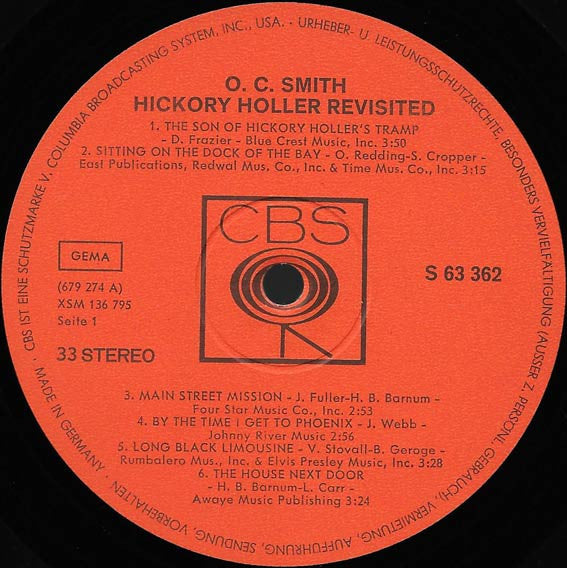 CBS IST EINE SCHUTZMARKE V. COLUMBIA BROADCASTING SYSTEM, INC., USA. · URHEBER- U LEISTUNGSSCHUTZRECHTE, BESONDERS VERVIELFÄLTIGUNG (AUSSER Z. PERSÖNL. GEBRAUCH), VERMIETUNG, AUFFÜHRUNG, SENDUNG, VORBEHALTEN · MADE IN GERMANY ·
O. C. SMITH
HICKORY HOLLER REVISITED
1. THE SON OF HICKORY HOLLER'S TRAMP
- D. Frazier - Blue Crest Music, Inc. 3:50
2. SITTING ON THE DOCK OF THE BAY - O. Redding-S. Cropper -
East Publications, Redwal Mus. Co., Inc. & Time Mus. Co., Inc. 3:15
CBS
GEMA
(679 274 A)
XSM 136 795
Seite 1
33 STEREO
S 63 362
3. MAIN STREET MISSION - J. Fuller-H. B. Barnum -
Four Star Music Co., Inc. 2:53
4. BY THE TIME I GET TO PHOENIX - J. Webb -
Johnny River Music 2:56
5. LONG BLACK LIMOUSINE - V. Stovall-B. Geroge -
Rumbalero Mus., Inc. & Elvis Presley Music, Inc. 3:28
6. THE HOUSE NEXT DOOR
- H. B. Barnum-L. Carr -
Awaye Music Publishing 3:24